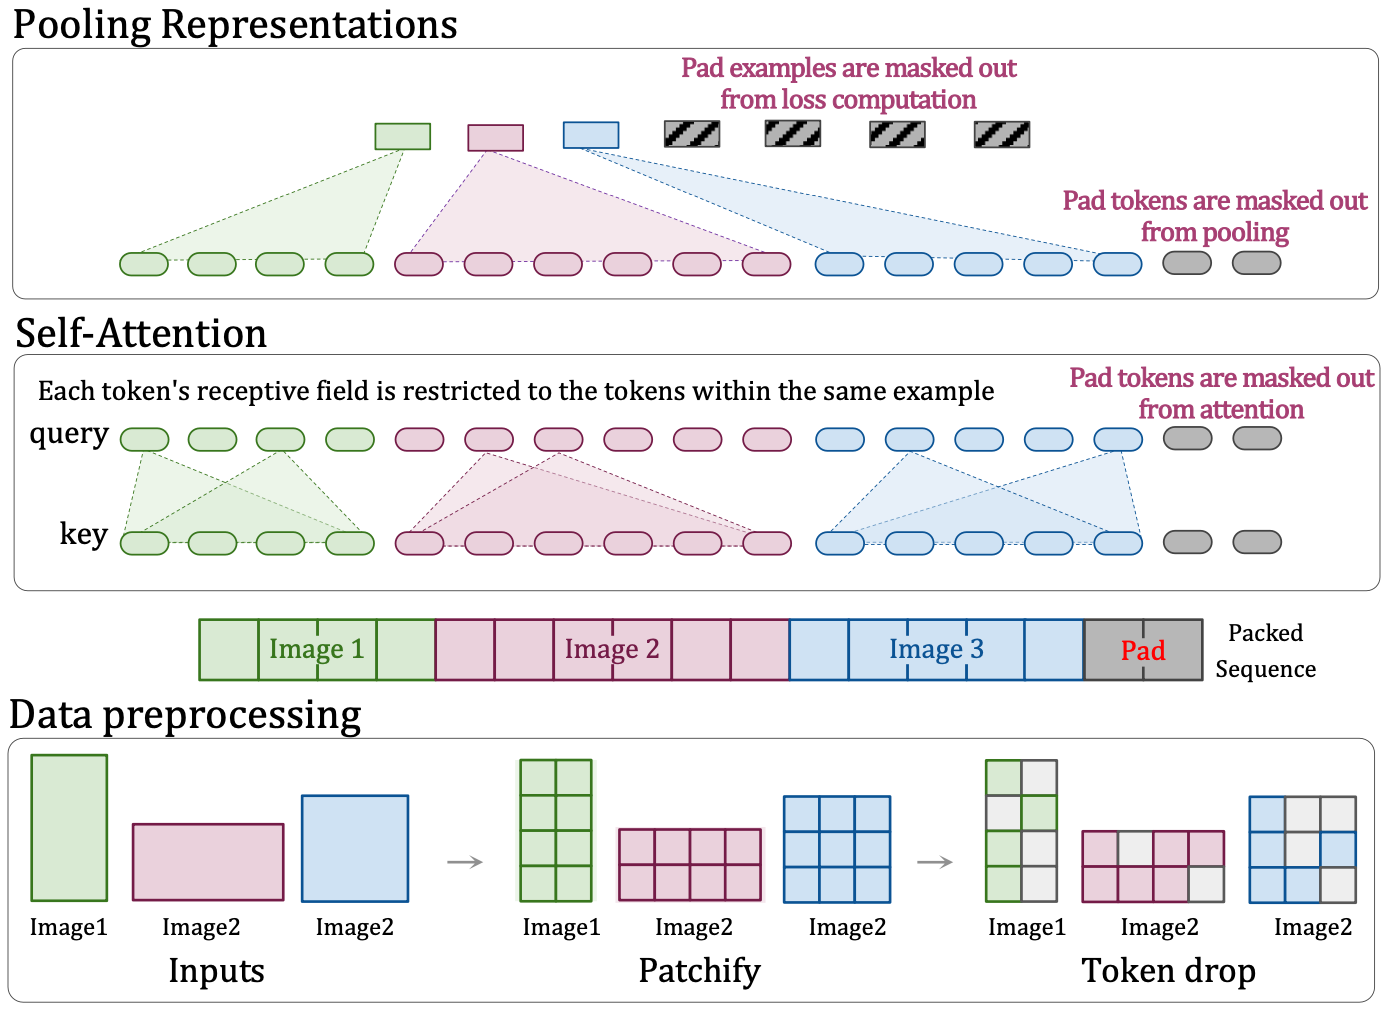 Pooling Representations
Pad examples are masked out
from loss computation
Pad tokens are masked out
from pooling
Self-Attention
Each token's receptive field is restricted to the tokens within the same example
Pad tokens are masked out
from attention
query
key
Image 1
Image 2
Image 3
Pad
Packed
Sequence
Data preprocessing
Image1
Image2
Image2
Image1
Image2
Image2
Image1
Image2
Image2
Inputs
Patchify
Token drop